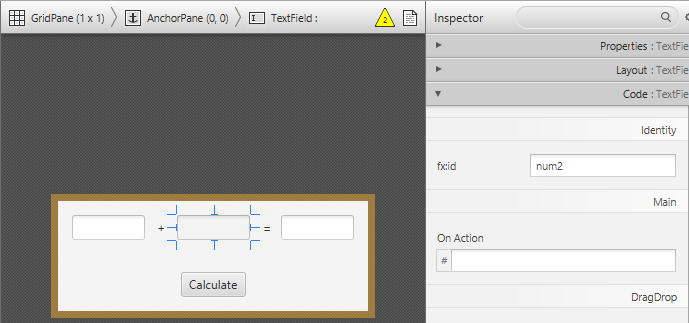 GridPane (1 x 1) AnchorPane (0, 0) TextField : 2
Inspector
Properties : TextFie
Layout : TextFie
Code : TextFie
Identity
fx:id num2
Main
On Action
#
DragDrop
+ =
Calculate